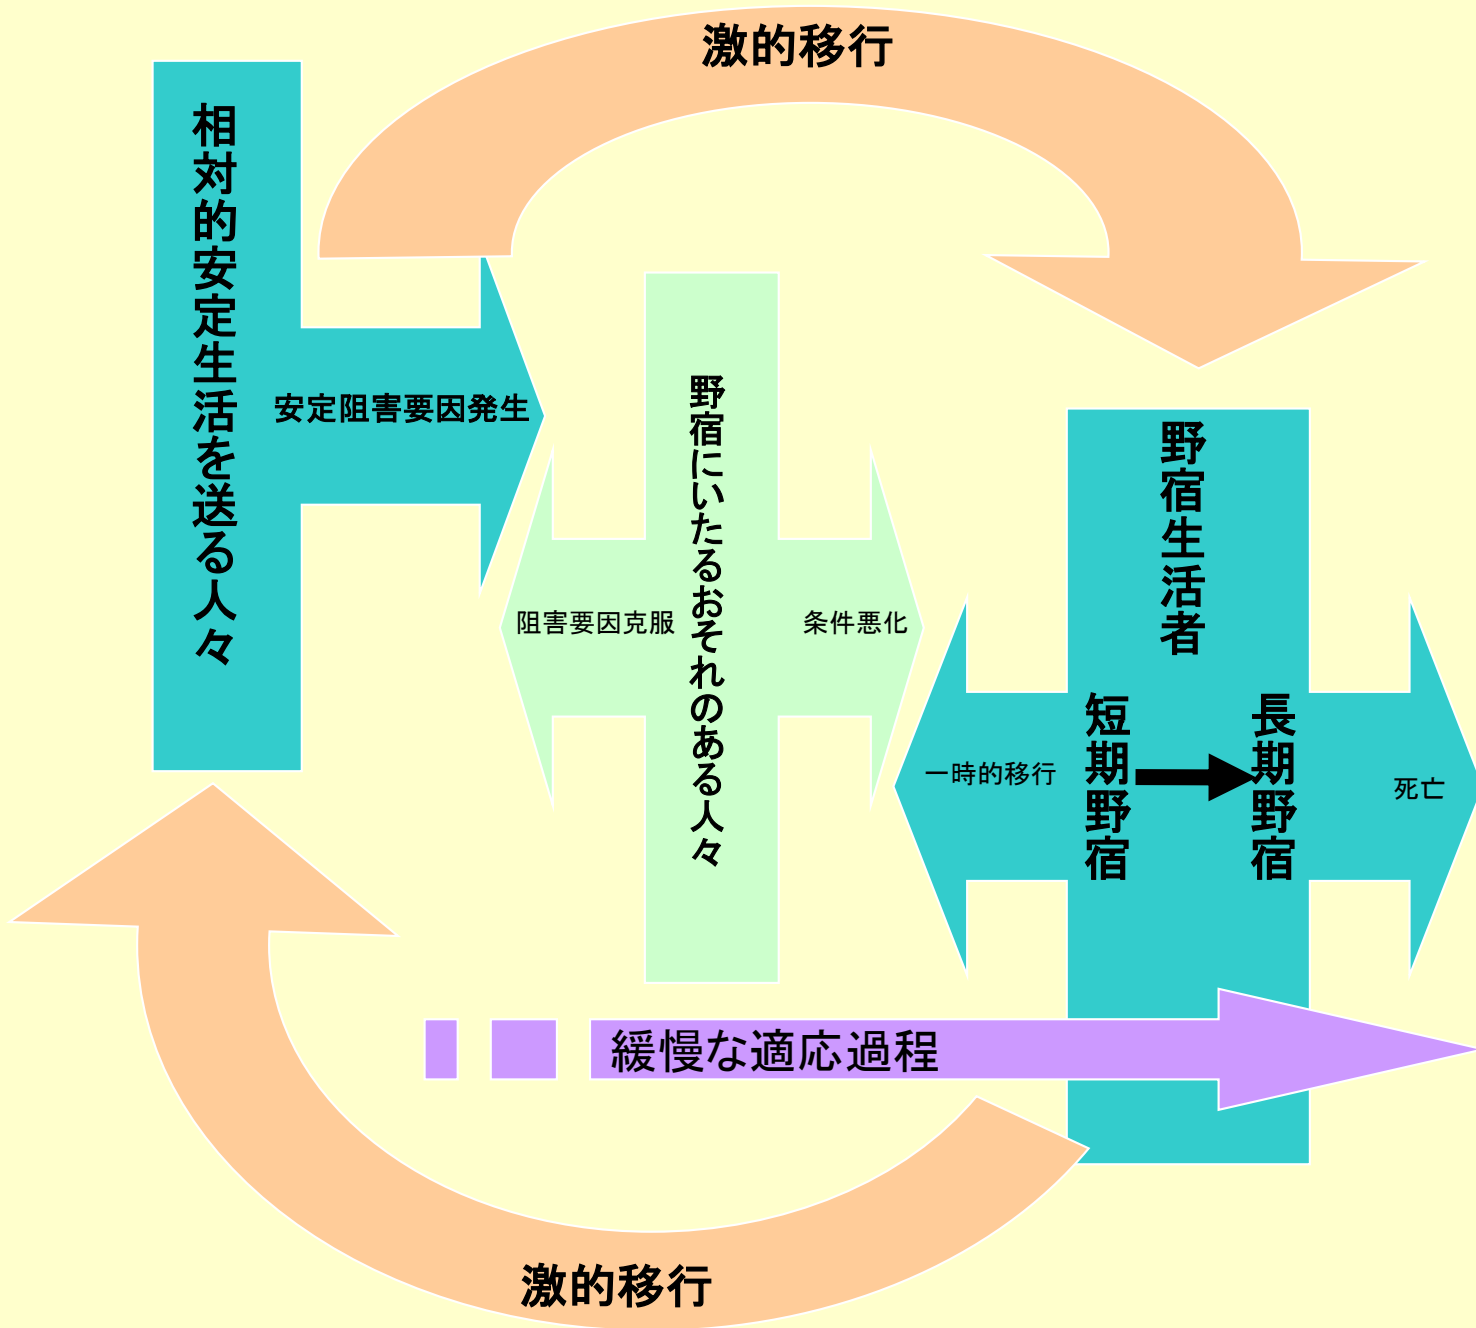 激的移行
相対的安定生活を送る人々
安定阻害要因発生
野宿にいたるおそれのある人々
阻害要因克服
条件悪化
野宿生活者
短期野宿
長期野宿
一時的移行
死亡
緩慢な適応過程
激的移行